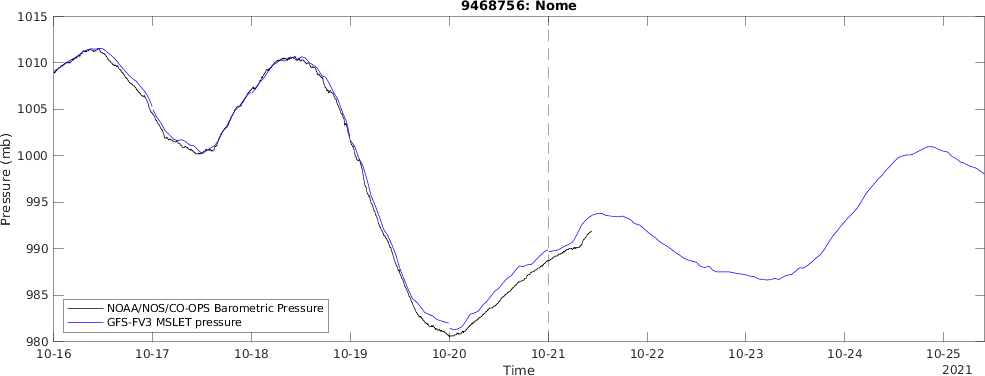 9468756: Nome
1015
1010
1005
1000
995
990
985
980
Pressure (mb)
NOAA/NOS/CO-OPS Barometric Pressure
GFS-FV3 MSLET pressure
10-16 10-17 10-18 10-19 10-20 10-21 10-22 10-23 10-24 10-25
Time
2021